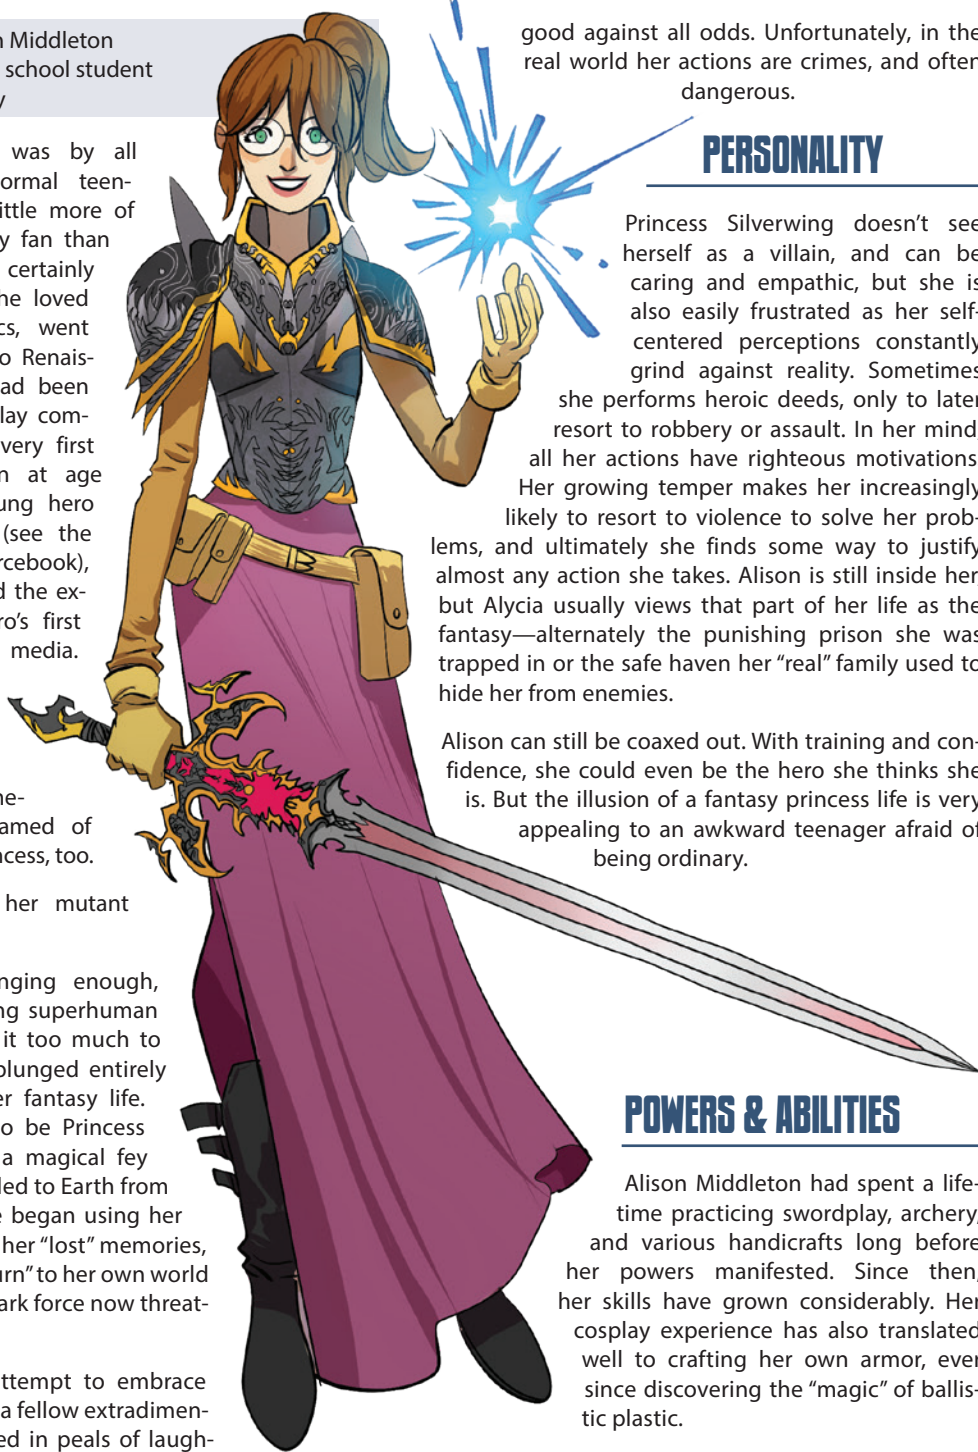 n Middleton
school student
y
was by all
ormal teen-
ittle more of
y fan than
certainly
he loved
cs, went
o Renais-
ad been
play com-
very first
n at age
ung hero
(see the
rcebook),
d the ex-
ro's first
media.
ne-
amed of
ncess, too.
her mutant
nging enough,
ng superhuman
it too much to
plunged entirely
er fantasy life.
o be Princess
a magical fey
led to Earth from
e began using her
her “lost” memories,
urn” to her own world
ark force now threat-
ttempt to embrace
a fellow extradimen-
ed in peals of laugh-
good against all odds. Unfortunately, in the
real world her actions are crimes, and often
dangerous.
PERSONALITY
Princess Silverwing doesn’t see
herself as a villain, and can be
caring and empathic, but she is
also easily frustrated as her self-
centered perceptions constantly
grind against reality. Sometimes
she performs heroic deeds, only to later
resort to robbery or assault. In her mind,
all her actions have righteous motivations.
Her growing temper makes her increasingly
likely to resort to violence to solve her prob-
lems, and ultimately she finds some way to justify
almost any action she takes. Alison is still inside her,
but Alycia usually views that part of her life as the
fantasy—alternately the punishing prison she was
trapped in or the safe haven her “real” family used to
hide her from enemies.
Alison can still be coaxed out. With training and con-
fidence, she could even be the hero she thinks she
is. But the illusion of a fantasy princess life is very
appealing to an awkward teenager afraid of
being ordinary.
POWERS & ABILITIES
Alison Middleton had spent a life-
time practicing swordplay, archery,
and various handicrafts long before
her powers manifested. Since then,
her skills have grown considerably. Her
cosplay experience has also translated
well to crafting her own armor, ever
since discovering the “magic” of ballis-
tic plastic.